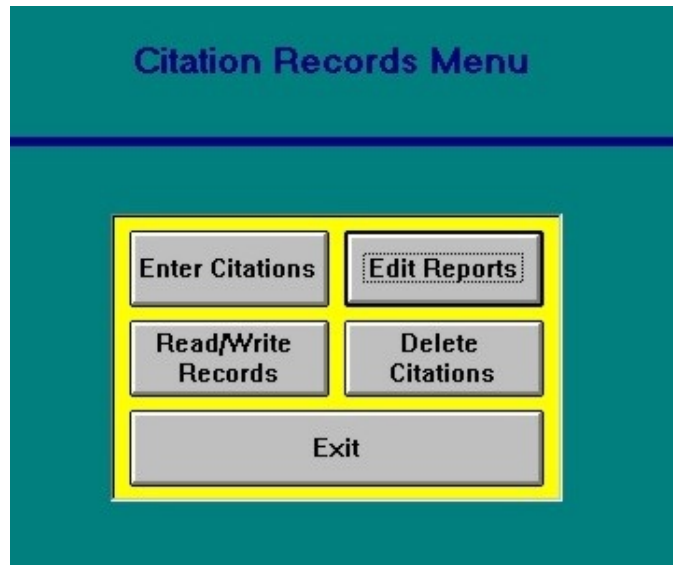 Citation Records Menu
Enter Citations
Edit Reports
Read/Write
Records
Delete
Citations
Exit